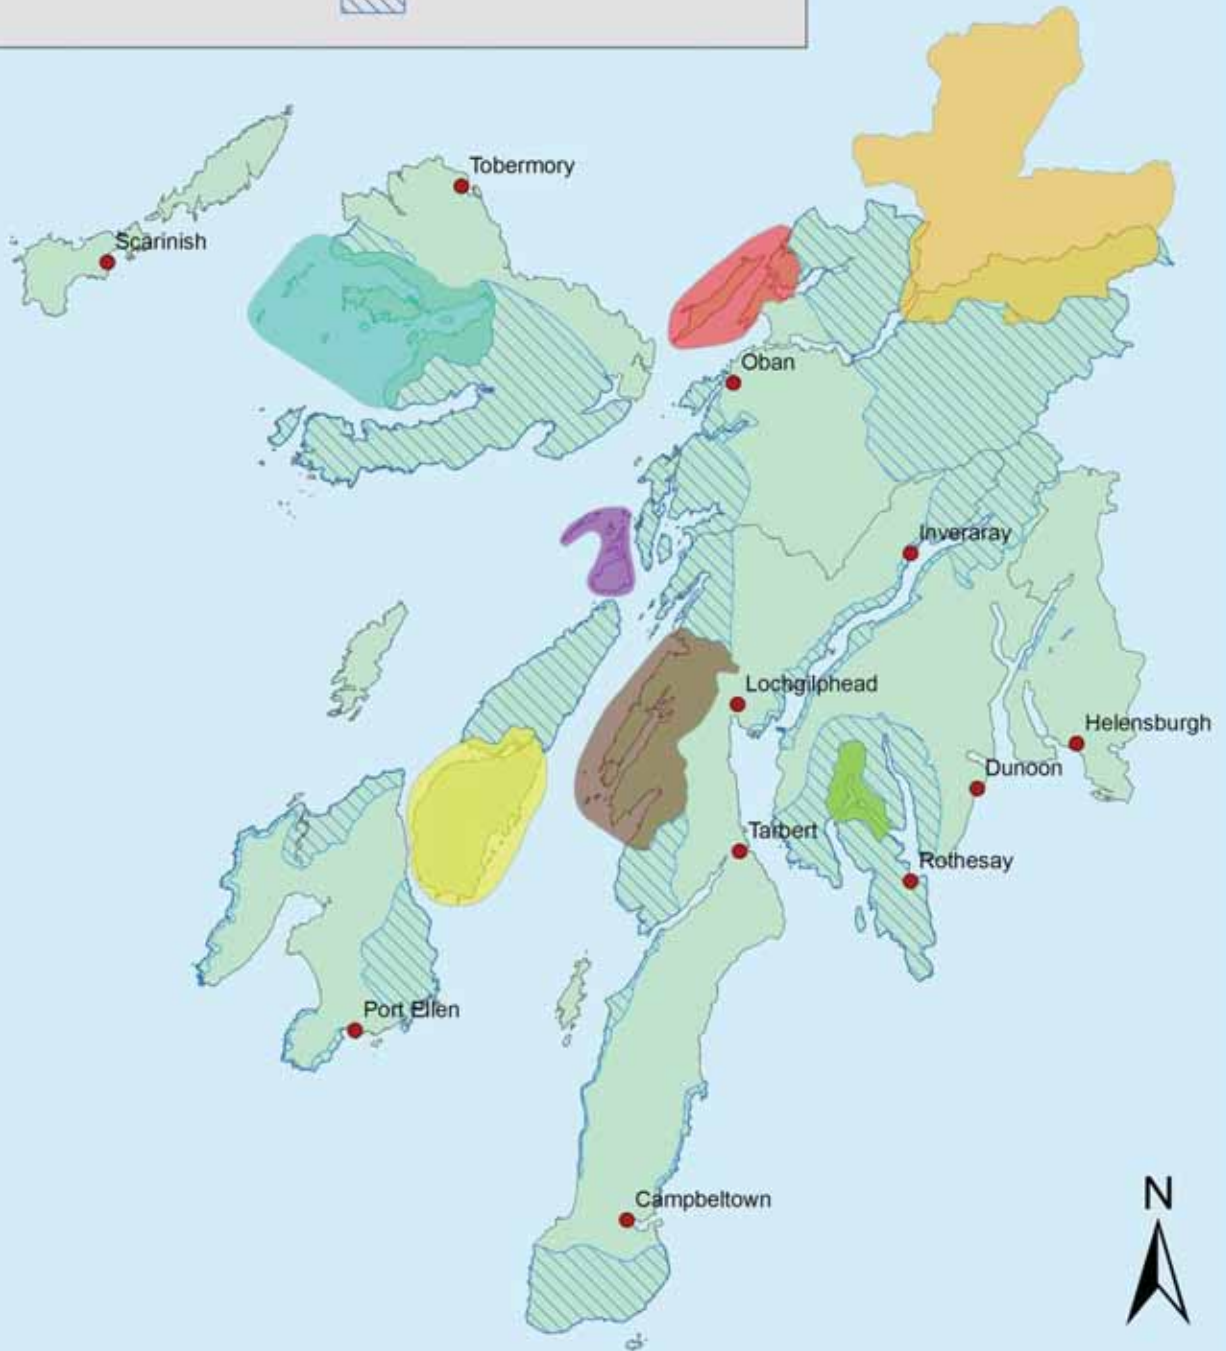 Tobermory
Scarinish
Oban
Inveraray
Lochgilphead
Helensburgh
Dunoon
Tarbert
Rothesay
Port Ellen
N
Campbeltown